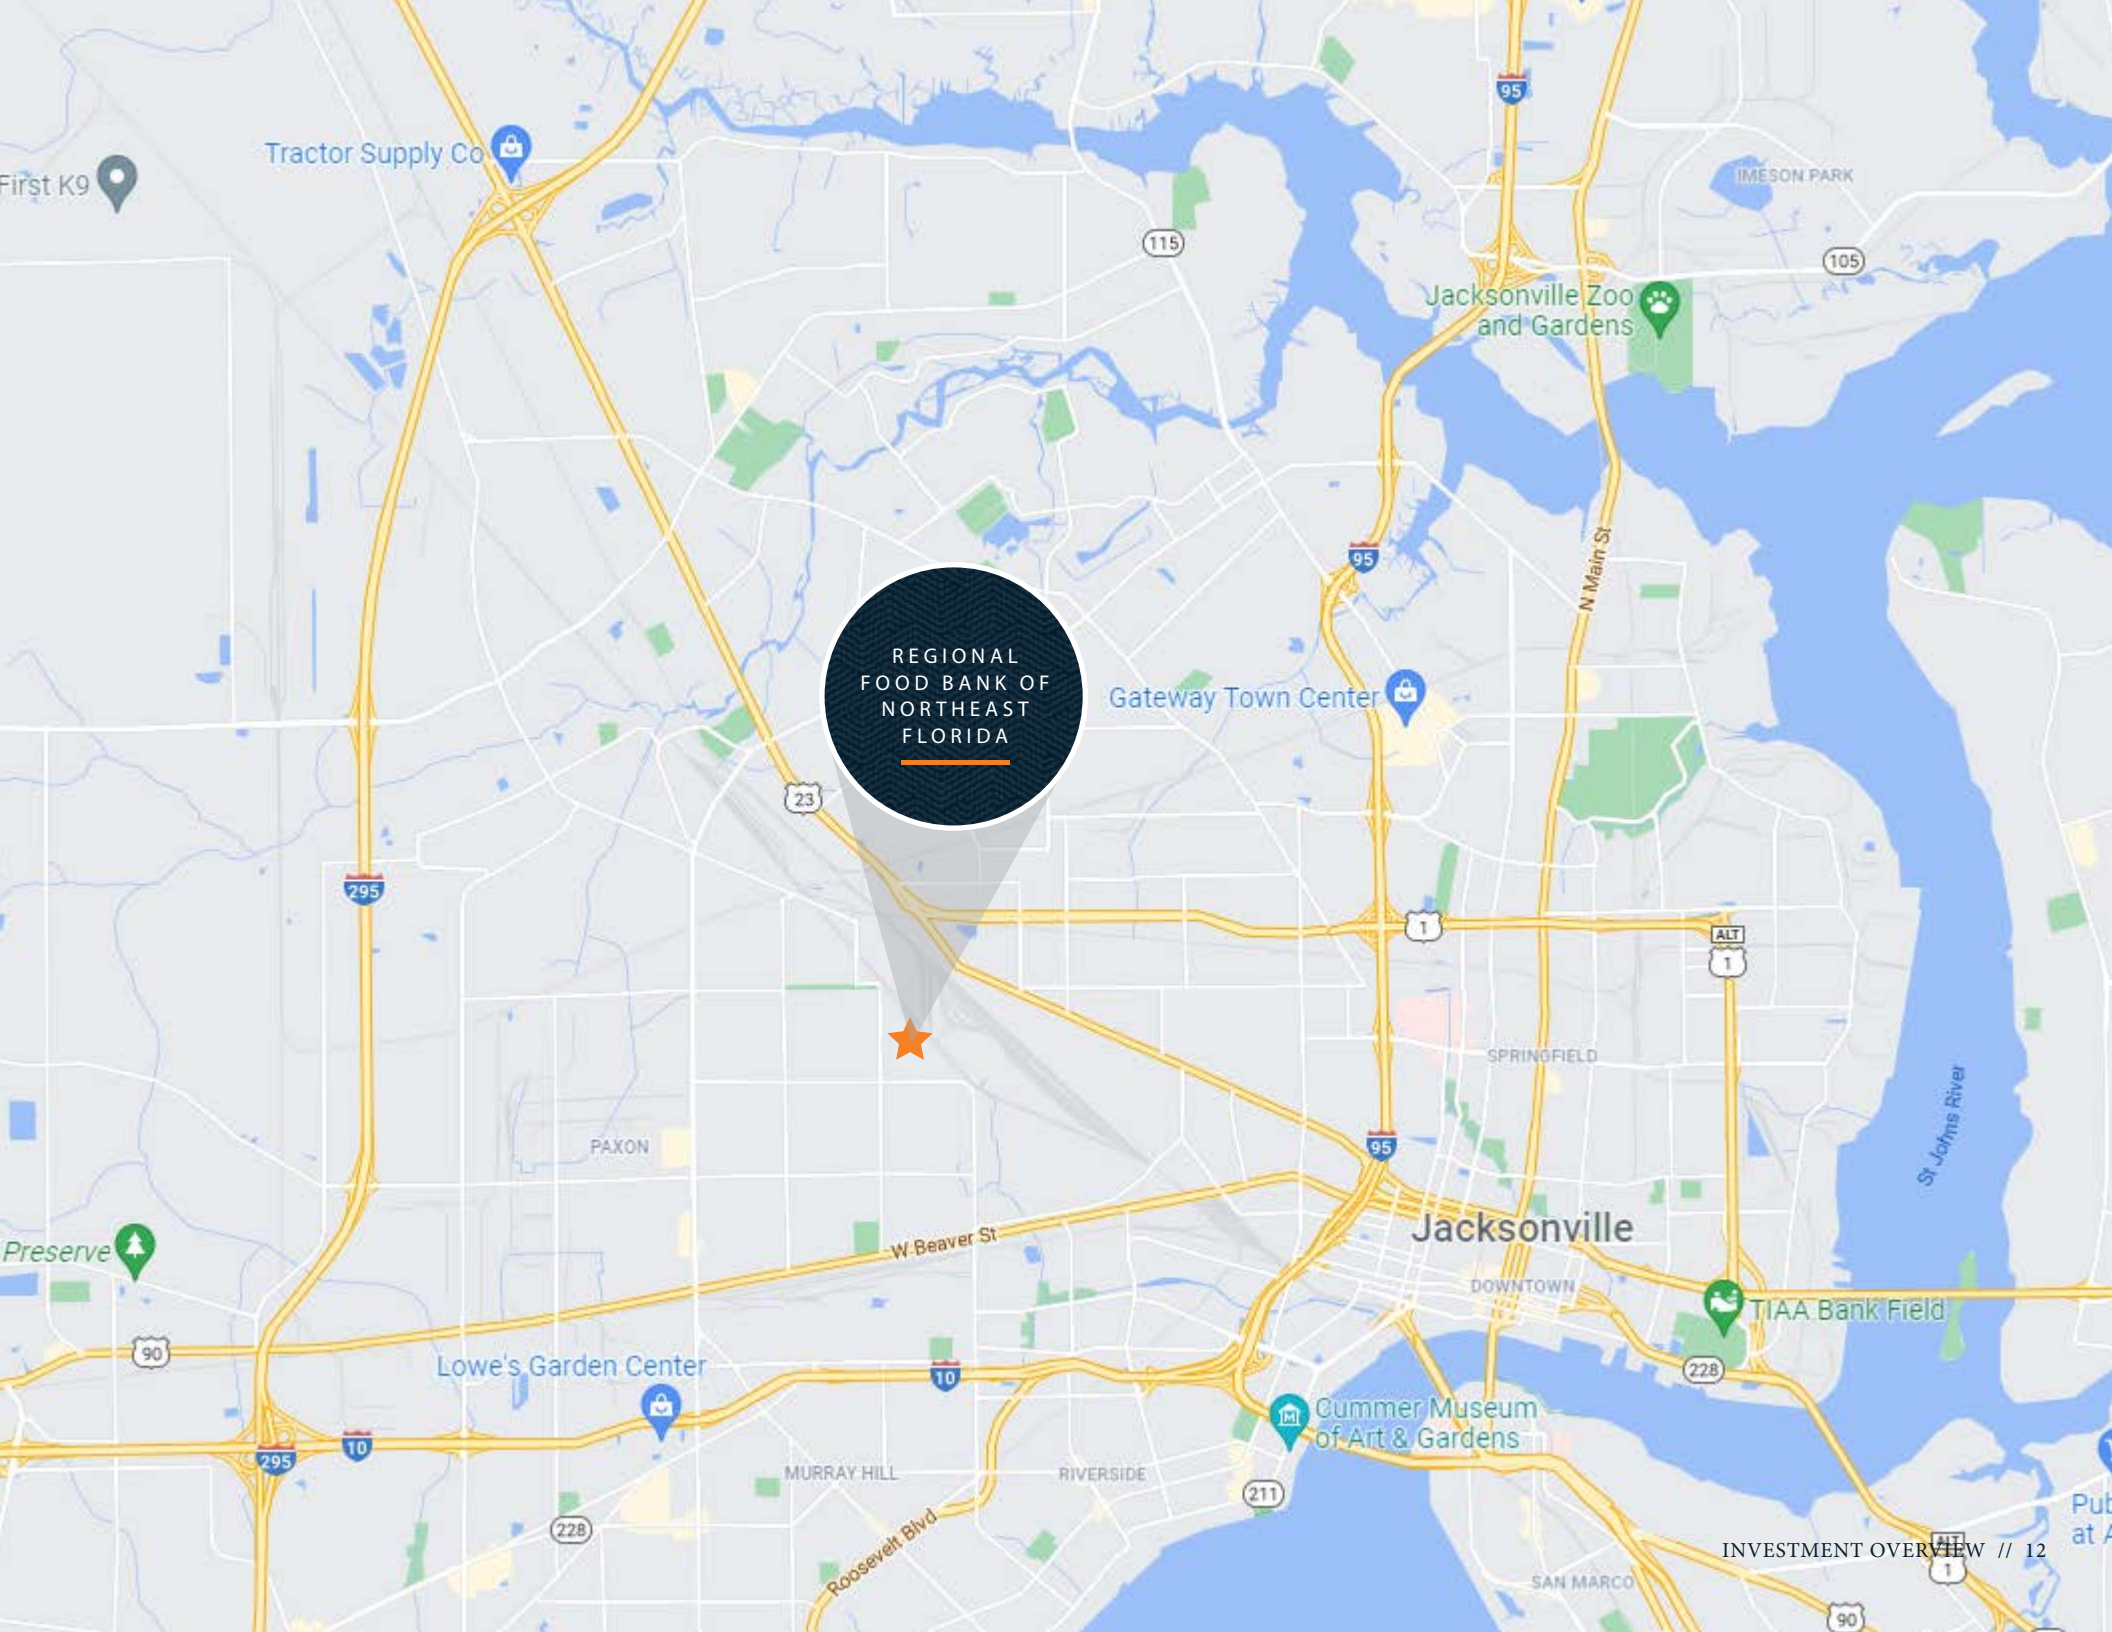 95
Tractor Supply Co
First K9
IMESON PARK
115
105
Jacksonville Zoo
and Gardens
N Main St
95
REGIONAL
FOOD BANK OF
NORTHEAST
FLORIDA
Gateway Town Center
23
295
1
ALT
1
SPRINGFIELD
St Johns River
PAXON
95
Jacksonville
W Beaver St
Preserve
DOWNTOWN
TIAA Bank Field
90
Lowe's Garden Center
10
228
Cummer Museum
of Art & Gardens
10
295
MURRAY HILL
RIVERSIDE
211
Pub
at A
228
Roosevelt Blvd
ALT
1
INVESTMENT OVERVIEW // 12
SAN MARCO
90